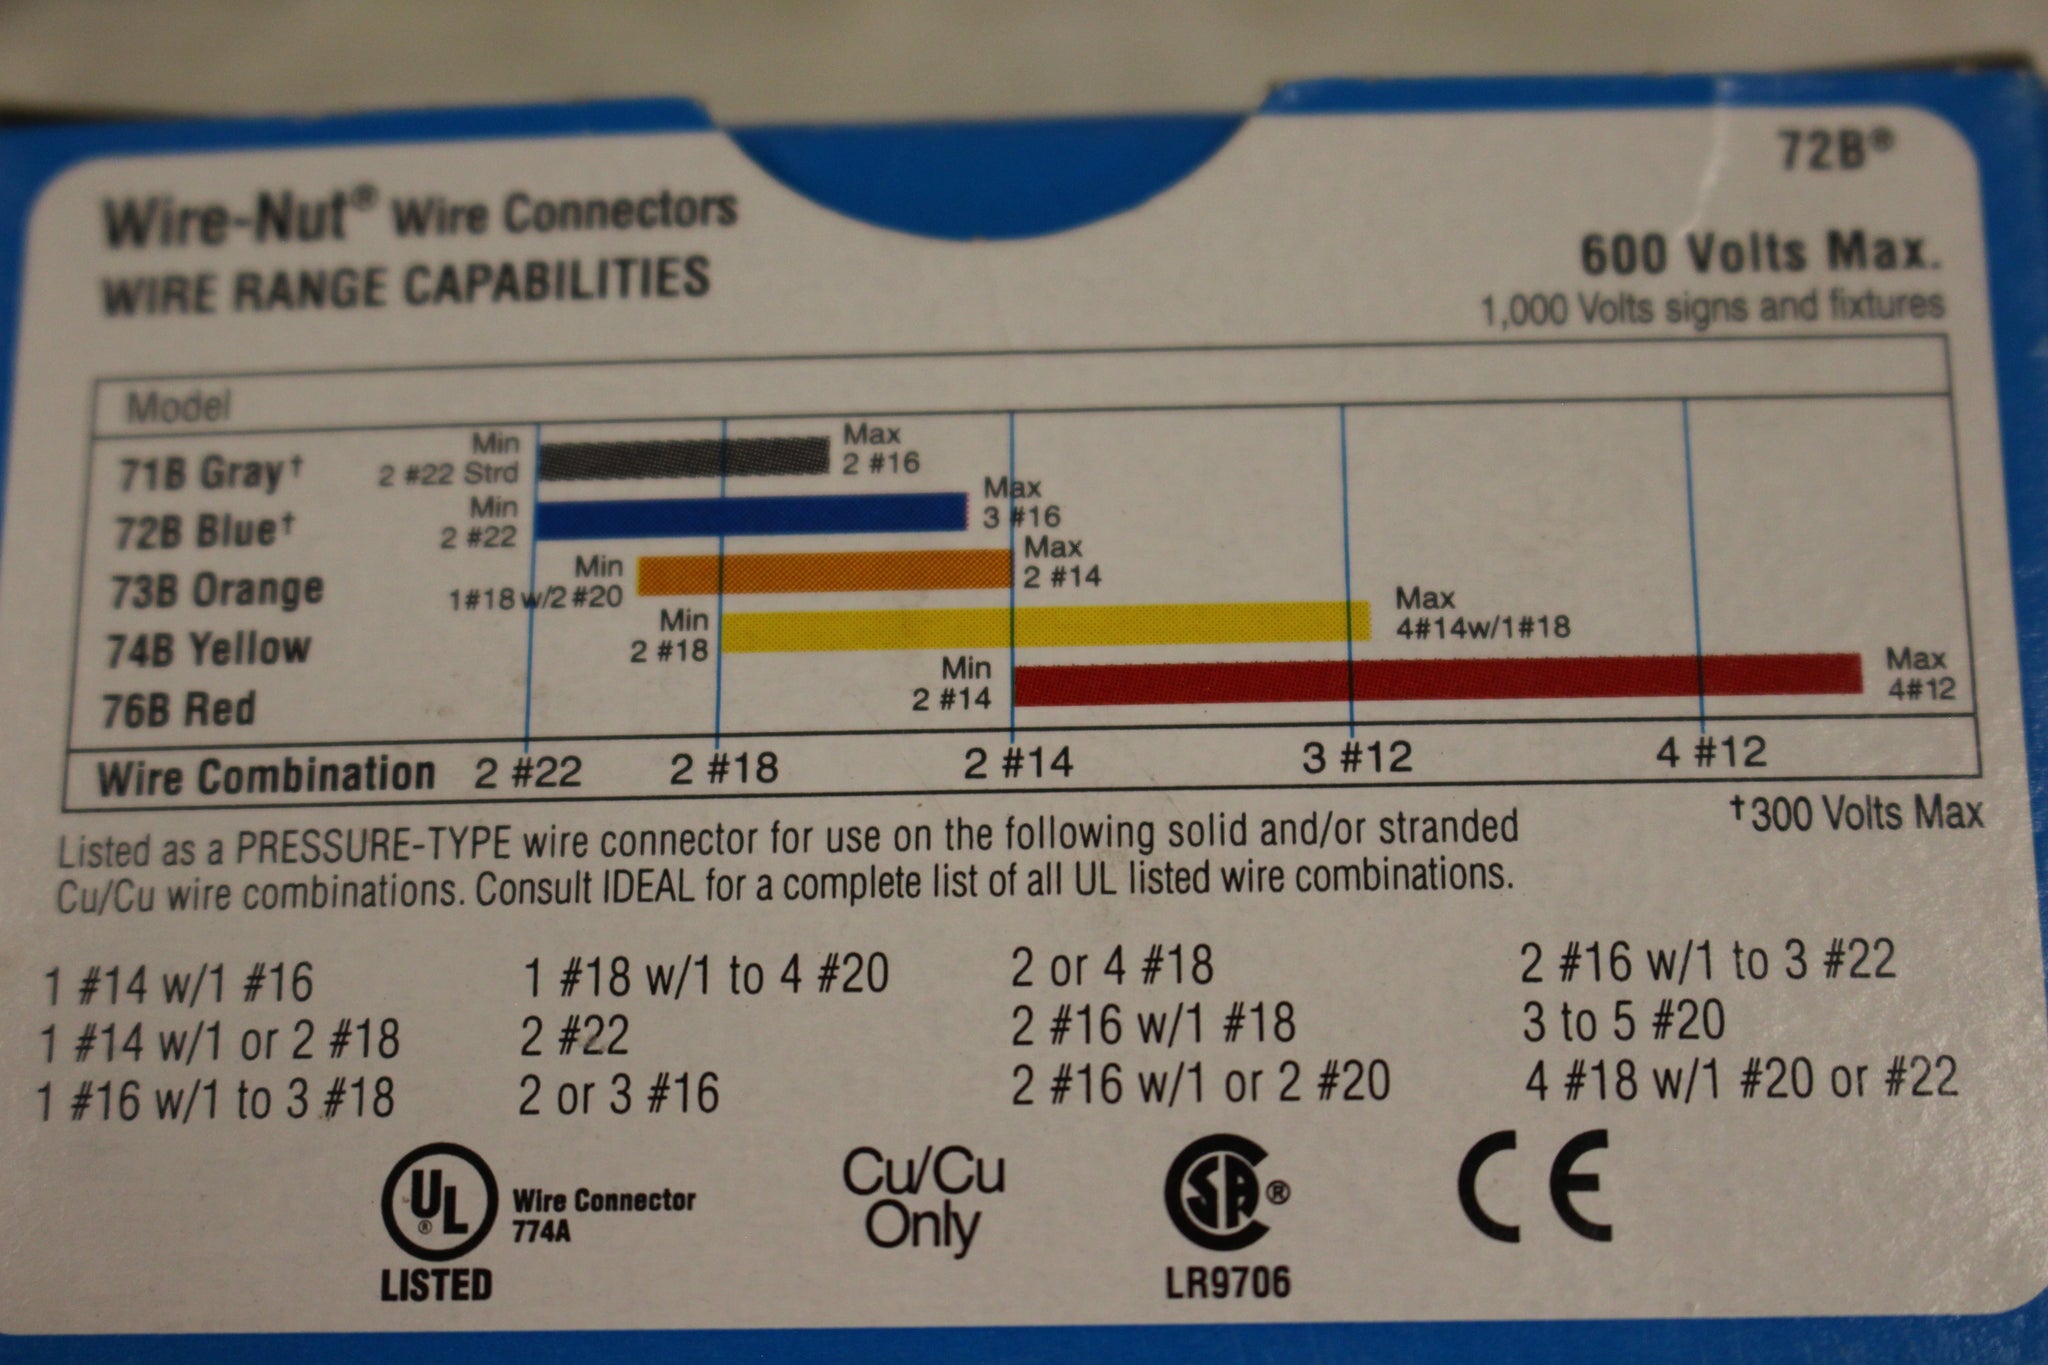 72B®
Wire-Nut® Wire Connectors
WIRE RANGE CAPABILITIES
600 Volts Max.
1,000 Volts signs and fixtures
Model
71B Gray† Min 2 #22 Strd Max 2 #16
72B Blue† Min 2 #22 Max 3 #16
73B Orange Min 1#18 w/2 #20 Max 2 #14
74B Yellow Min 2 #18 Max 4#14w/1#18
76B Red Min 2 #14 Max 4#12
Wire Combination 2 #22 2 #18 2 #14 3 #12 4 #12
†300 Volts Max
Listed as a PRESSURE-TYPE wire connector for use on the following solid and/or stranded
Cu/Cu wire combinations. Consult IDEAL for a complete list of all UL listed wire combinations.
1 #14 w/1 #16 1 #18 w/1 to 4 #20 2 or 4 #18 2 #16 w/1 to 3 #22
1 #14 w/1 or 2 #18 2 #22 2 #16 w/1 #18 3 to 5 #20
1 #16 w/1 to 3 #18 2 or 3 #16 2 #16 w/1 or 2 #20 4 #18 w/1 #20 or #22
UL®
LISTED
Wire Connector
774A
Cu/Cu
Only
CSA®
LR9706
CE